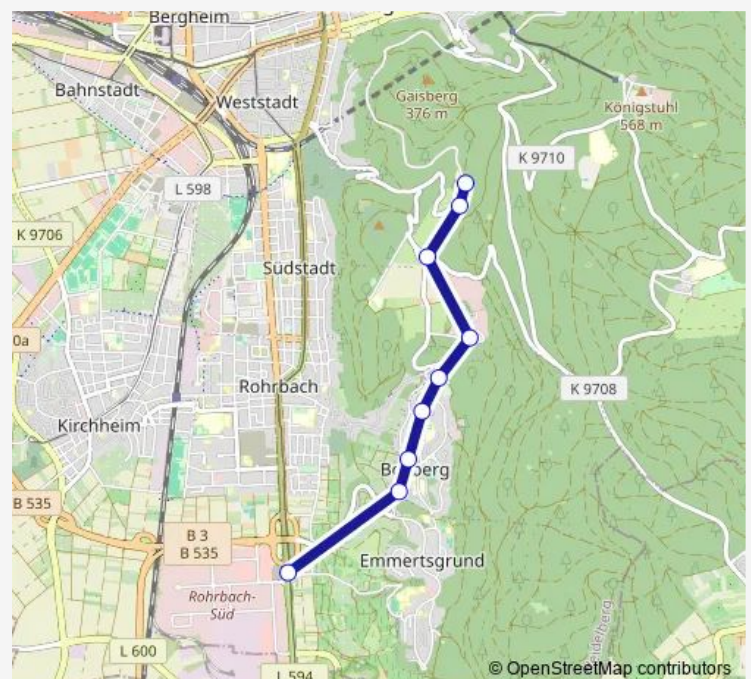 Bergheim
Bahnstadt
Weststadt
Gaisberg
376 m
Königstuhl
568 m
K 9710
L 598
K 9706
Südstadt
0a
Rohrbach
K 9708
Kirchheim
B 535
B 3
B 535
Emmertsgrund
Rohrbach-
Süd
L 600
L 594
eidelberg
© OpenStreetMap contributors